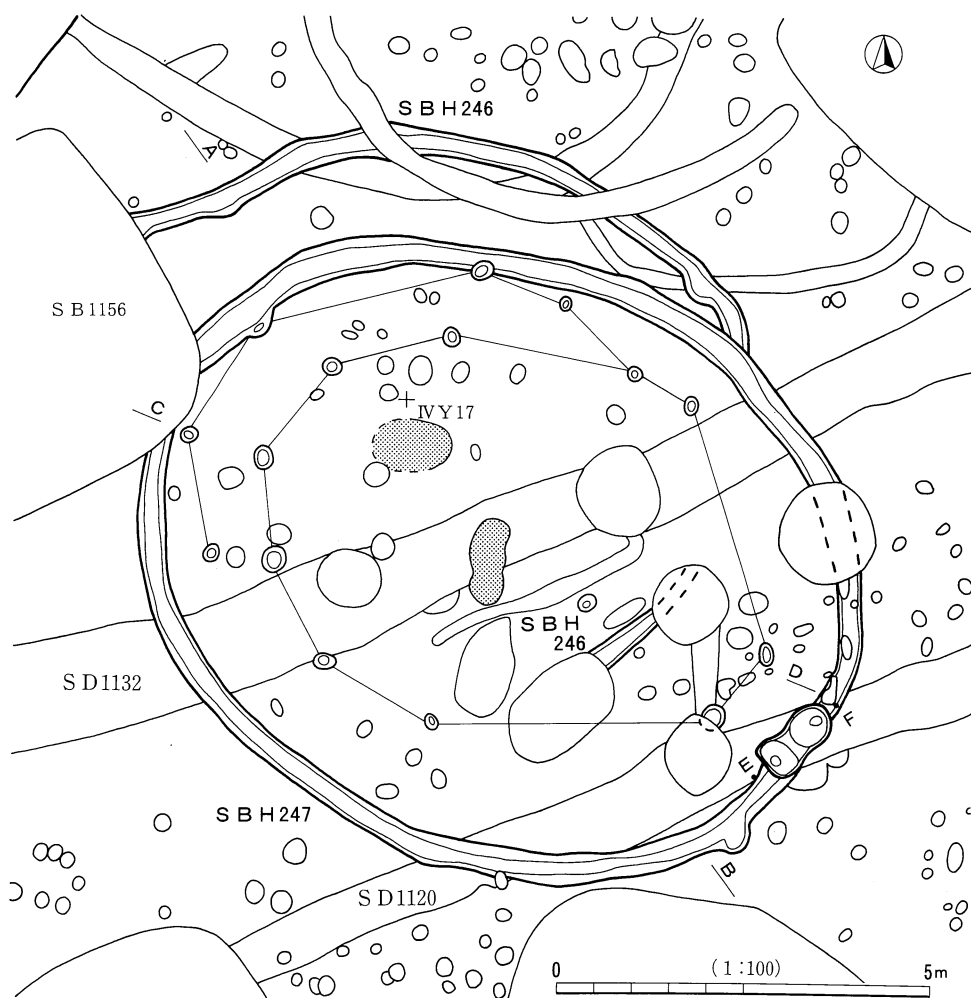 SBH246
A
SB1156
C
ⅣY17
SBH
246
SD1132
F
E
SBH247
B
SD1120
0 (1:100) 5m